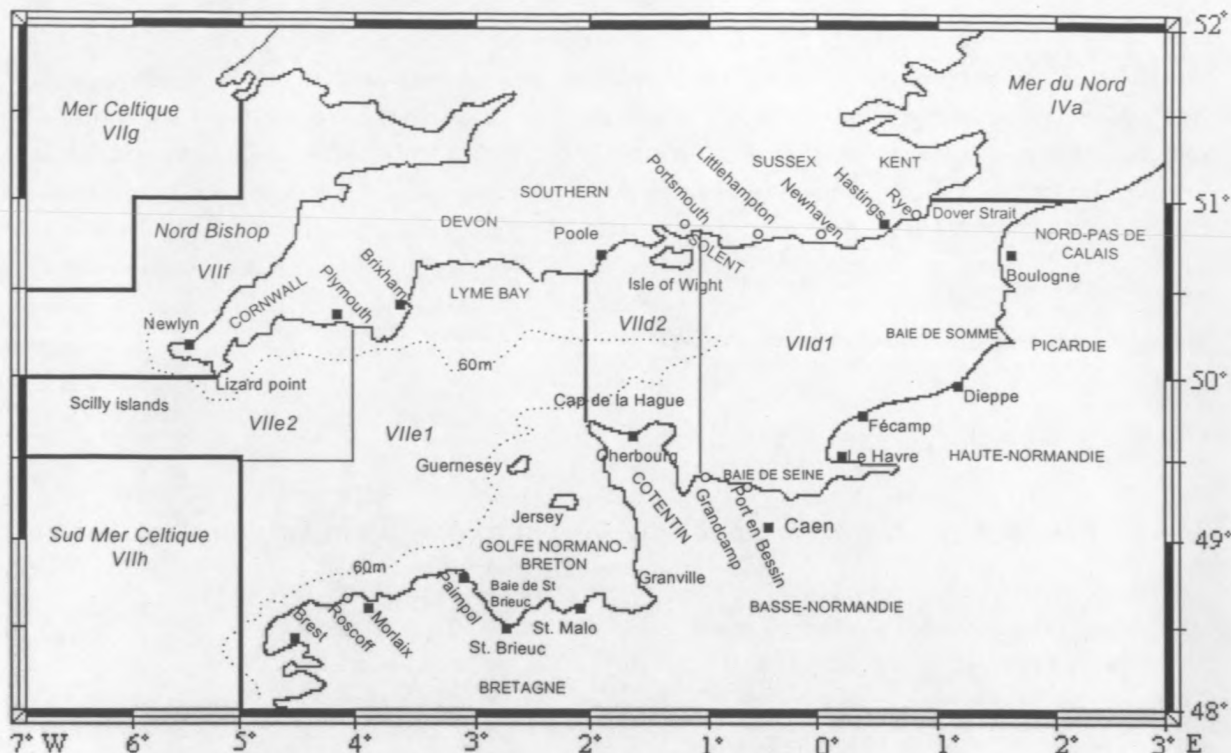 52°
Mer Celtique
VIIg
Mer du Nord
IVa
SUSSEX
KENT
SOUTHERN
DEVON
Portsmouth
Littlehampton
Newhaven
Hastings
Rye
Dover Strait
51°
Nord Bishop
VIIf
Poole
SOLENT
NORD-PAS DE
CALAIS
Boulogne
Isle of Wight
CORNWALL
Plymouth
Brixham
LYME BAY
Newlyn
VIId2
VIId1
BAIE DE SOMME
PICARDIE
60m
Lizard point
50°
Scilly islands
Cap de la Hague
Dieppe
VIIe2
VIIe1
Fécamp
Cherbourg
Le Havre
HAUTE-NORMANDIE
Guernesey
BAIE DE SEINE
COTENTIN
Grandcamp
Port en Bessin
Jersey
Caen
Sud Mer Celtique
VIIh
GOLFE NORMANO-
BRETON
49°
60m
Granville
Paimpol
Baie de St
Brieuc
BASSE-NORMANDIE
Brest
Roscoff
Morlaix
St. Malo
St. Brieuc
BRETAGNE
48°
7° W 6° 5° 4° 3° 2° 1° 0° 1° 2° 3° E